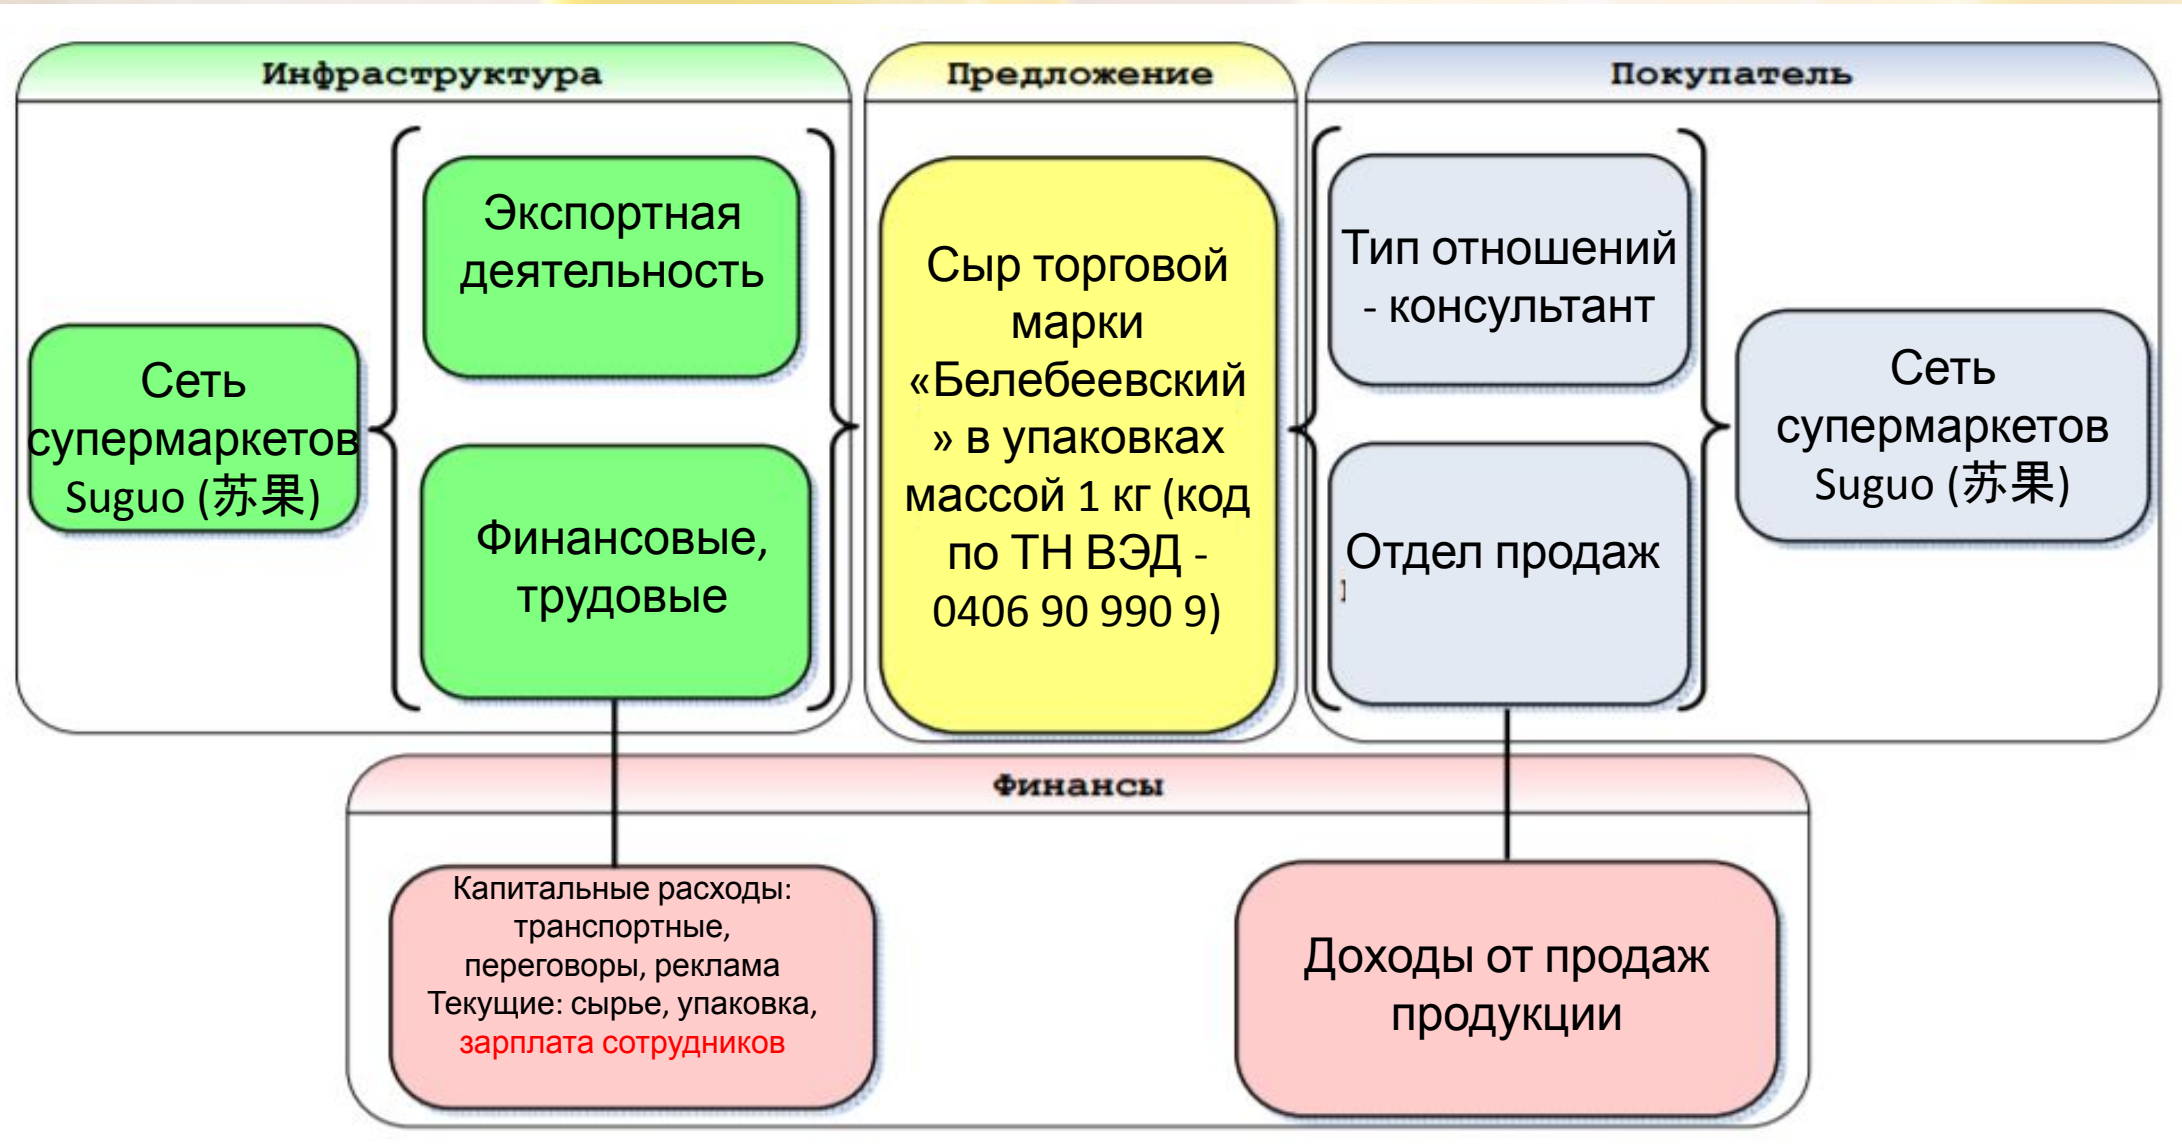 Инфраструктура
Экспортная
деятельность
Сеть
супермаркетов
Suguo (苏果)
Финансовые,
трудовые
Предложение
Сыр торговой
марки
«Белебеевский
» в упаковках
массой 1 кг (код
по ТН ВЭД -
0406 90 990 9)
Покупатель
Тип отношений
- консультант
Отдел продаж
Сеть
супермаркетов
Suguo (苏果)
Финансы
Капитальные расходы:
транспортные,
переговоры, реклама
Текущие: сырье, упаковка,
зарплата сотрудников
Доходы от продаж
продукции